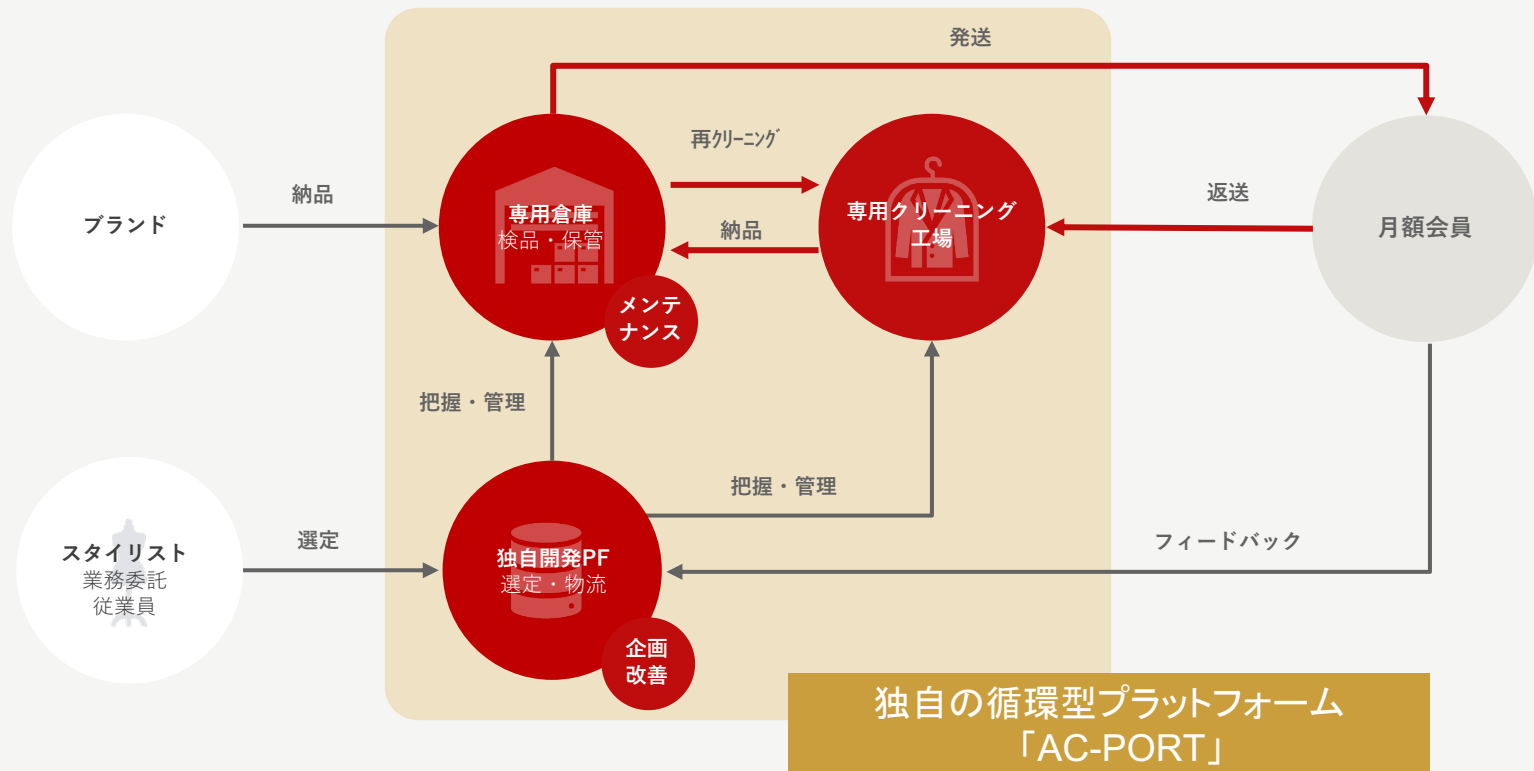 発送
再ｸﾘｰﾆﾝｸﾞ
納品
ブランド
専用倉庫
検品・保管
納品
専用クリーニング
工場
返送
月額会員
メンテ
ナンス
把握・管理
把握・管理
スタイリスト
業務委託
従業員
選定
独自開発PF
選定・物流
フィードバック
企画
改善
独自の循環型プラットフォーム
「AC-PORT」